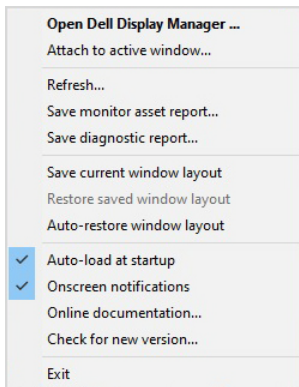 Open Dell Display Manager ...
Attach to active window...
Refresh...
Save monitor asset report...
Save diagnostic report...
Save current window layout
Restore saved window layout
Auto-restore window layout
Auto-load at startup
Onscreen notifications
Online documentation...
Check for new version...
Exit